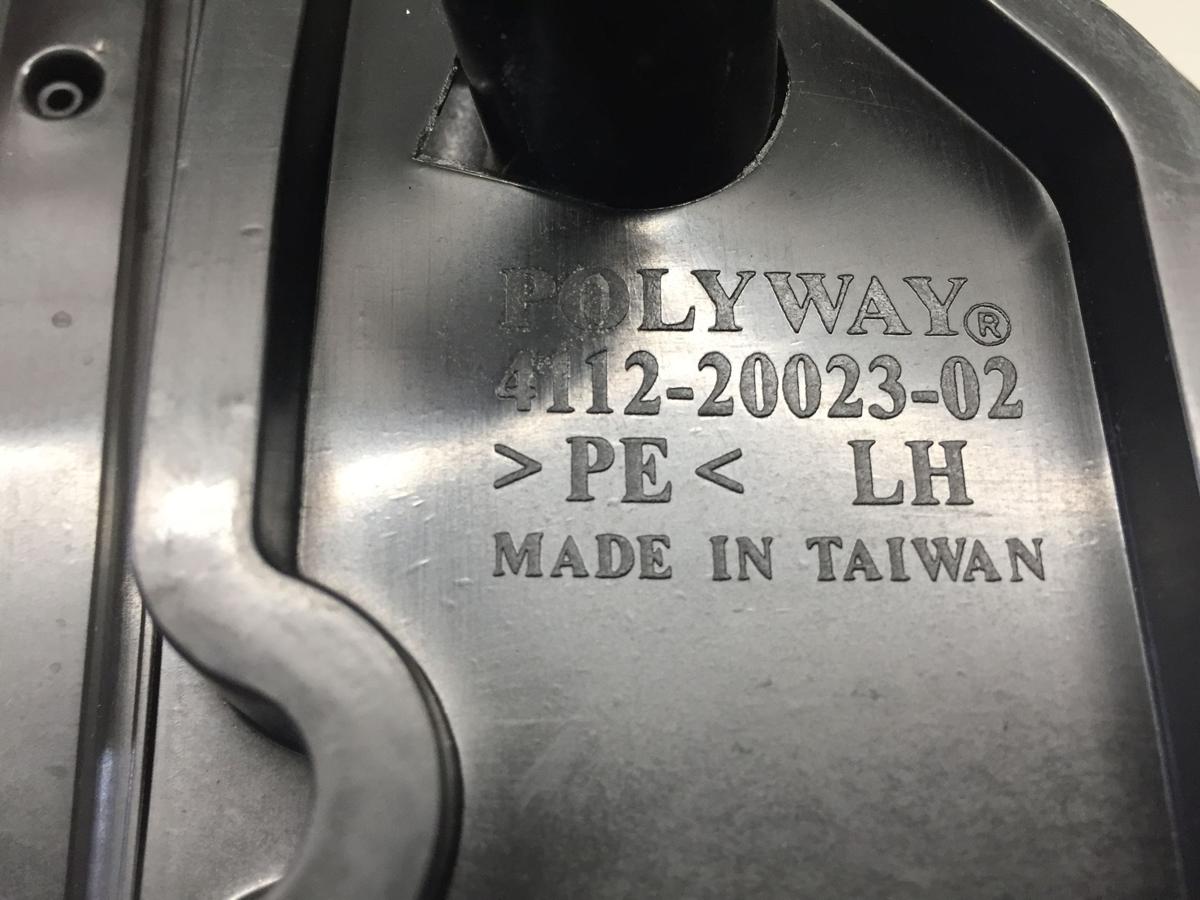 POLYWAY®
4112-20023-02
>PE< LH
MADE IN TAIWAN